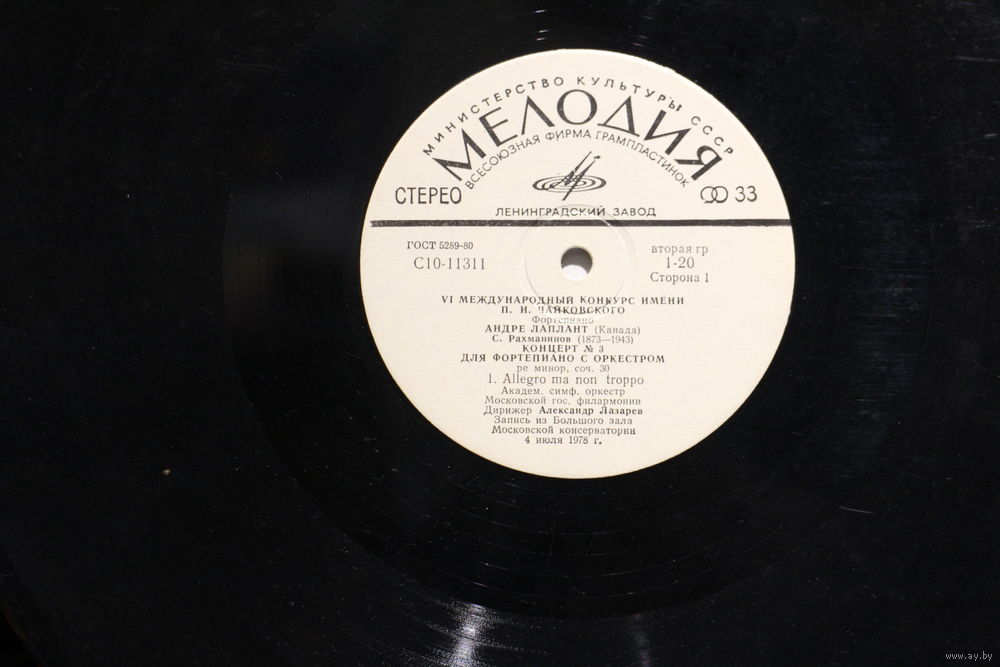 МИНИСТЕРСТВО КУЛЬТУРЫ СССР
МЕЛОДИЯ
ВСЕСОЮЗНАЯ ФИРМА ГРАМПЛАСТИНОК
СТЕРЕО
33
ЛЕНИНГРАДСКИЙ ЗАВОД
ГОСТ 5289-80
С10-11311
вторая гр
1-20
Сторона 1
VI МЕЖДУНАРОДНЫЙ КОНКУРС ИМЕНИ
П. И. ЧАЙКОВСКОГО
Фортепиано
АНДРЕ ЛАПЛАНТ (Канада)
С. Рахманинов (1873—1943)
КОНЦЕРТ № 3
ДЛЯ ФОРТЕПИАНО С ОРКЕСТРОМ
ре минор, соч. 30
1. Allegro ma non troppo
Академ. симф. оркестр
Московской гос. филармонии
Дирижер Александр Лазарев
Запись из Большого зала
Московской консерватории
4 июля 1978 г.
www.ay.by